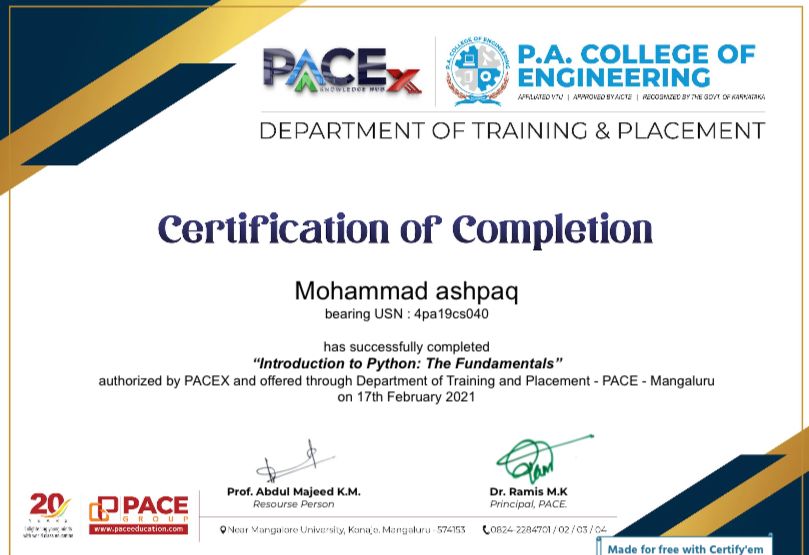 PACEX
KNOWLEDGE HUB
P.A. COLLEGE OF ENGINEERING
P.A. COLLEGE OF
ENGINEERING
AFFILIATED VTU | APPROVED BY AICTE | RECOGNIZED BY THE GOVT. OF KARNATAKA
DEPARTMENT OF TRAINING & PLACEMENT
Certification of Completion
Mohammad ashpaq
bearing USN : 4pa19cs040
has successfully completed
“Introduction to Python: The Fundamentals”
authorized by PACEX and offered through Department of Training and Placement - PACE - Mangaluru
on 17th February 2021
Prof. Abdul Majeed K.M.
Resourse Person
Dr. Ramis M.K
Principal, PACE.
20
YEARS
PACE
GROUP
www.paceeducation.com
Near Mangalore University, Konaje, Mangaluru - 574153
0824-2284701 / 02 / 03 / 04
Made for free with Certify'em